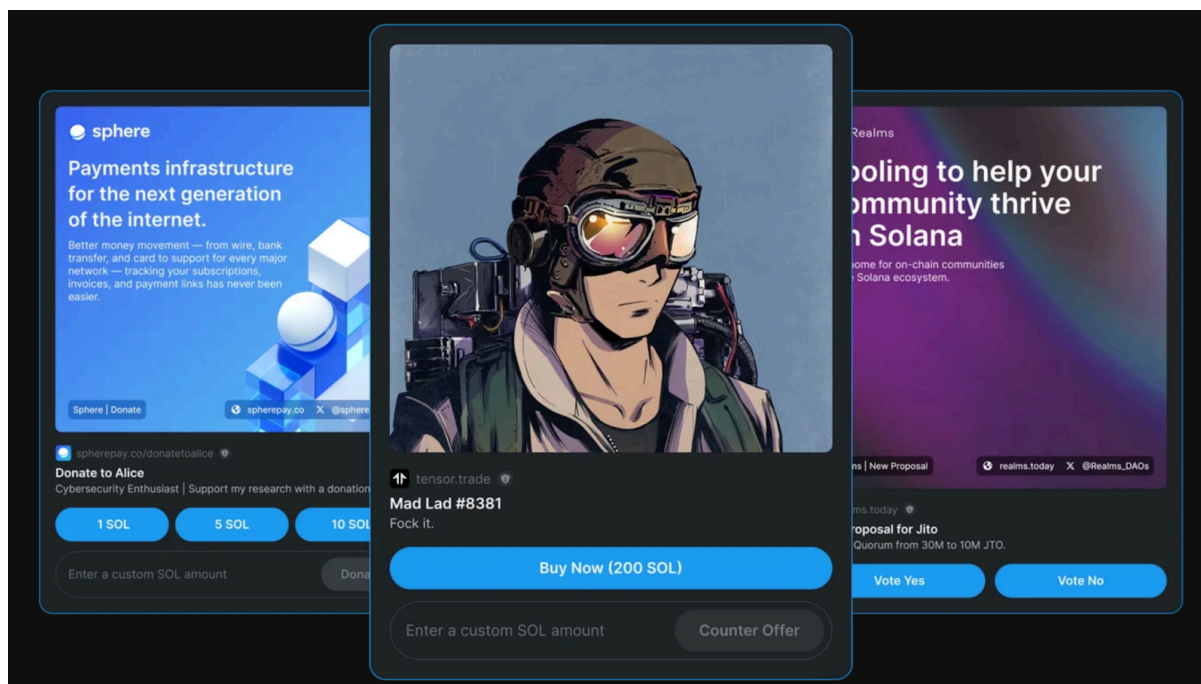 sphere
Payments infrastructure
for the next generation
of the internet.
Better money movement — from wire, bank
transfer, and card to support for every major
network — tracking your subscriptions,
invoices, and payment links has never been
easier.
Sphere | Donate
spherepay.co
@sphere
spherepay.co/donatetoalice
Donate to Alice
Cybersecurity Enthusiast | Support my research with a donation
1 SOL
5 SOL
10 SOL
Enter a custom SOL amount
Dona
tensor.trade
Mad Lad #8381
Fock it.
Buy Now (200 SOL)
Enter a custom SOL amount
Counter Offer
Realms
ooling to help your
ommunity thrive
n Solana
ome for on-chain communities
Solana ecosystem.
ns | New Proposal
realms.today
@Realms_DAOs
ms.today
roposal for Jito
Quorum from 30M to 10M JTO.
Vote Yes
Vote No